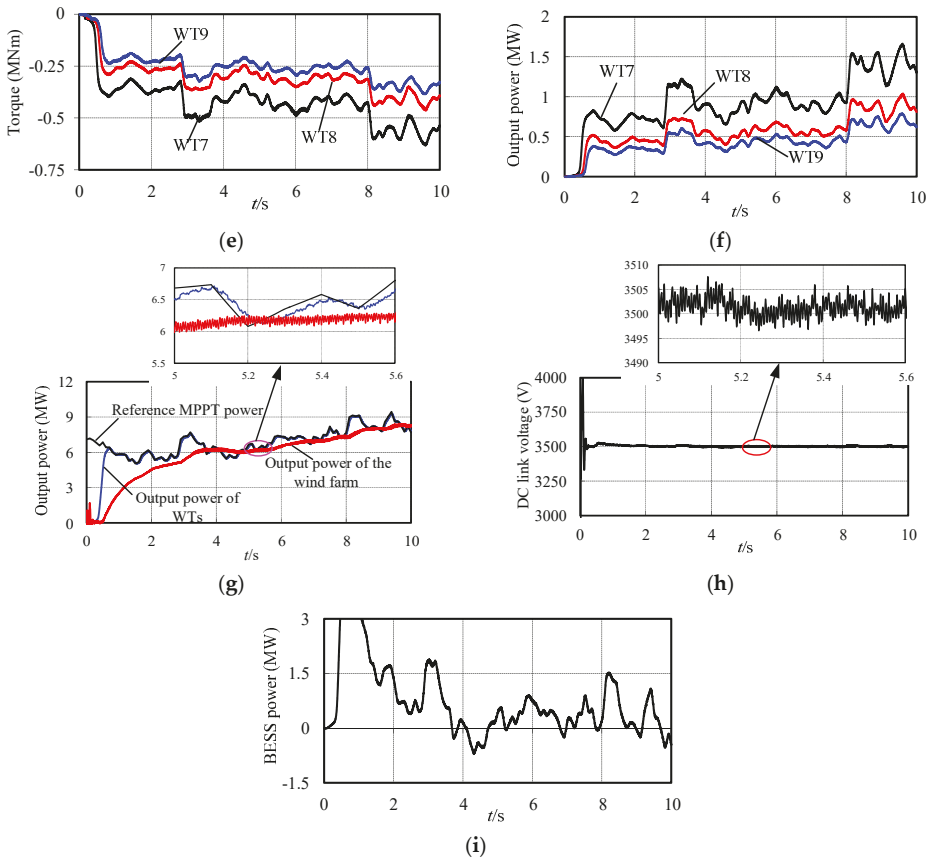 0
-0.25
-0.5
-0.75
Torque (MNm)
WT9
WT7
WT8
0 2 4 6 8 10
t/s
(e)
2
1.5
1
0.5
0
Output power (MW)
WT7
WT8
WT9
0 2 4 6 8 10
t/s
(f)
7
6.5
6
5.5
5 5.2 5.4 5.6
12
9
6
3
0
Output power (MW)
Reference MPPT power
Output power of the
wind farm
Output power of
WTs
0 2 4 6 8 10
t/s
(g)
3510
3505
3500
3495
3490
5 5.2 5.4 5.6
4000
3750
3500
3250
3000
DC link voltage (V)
0 2 4 6 8 10
t/s
(h)
3
1.5
0
-1.5
BESS power (MW)
0 2 4 6 8 10
t/s
(i)